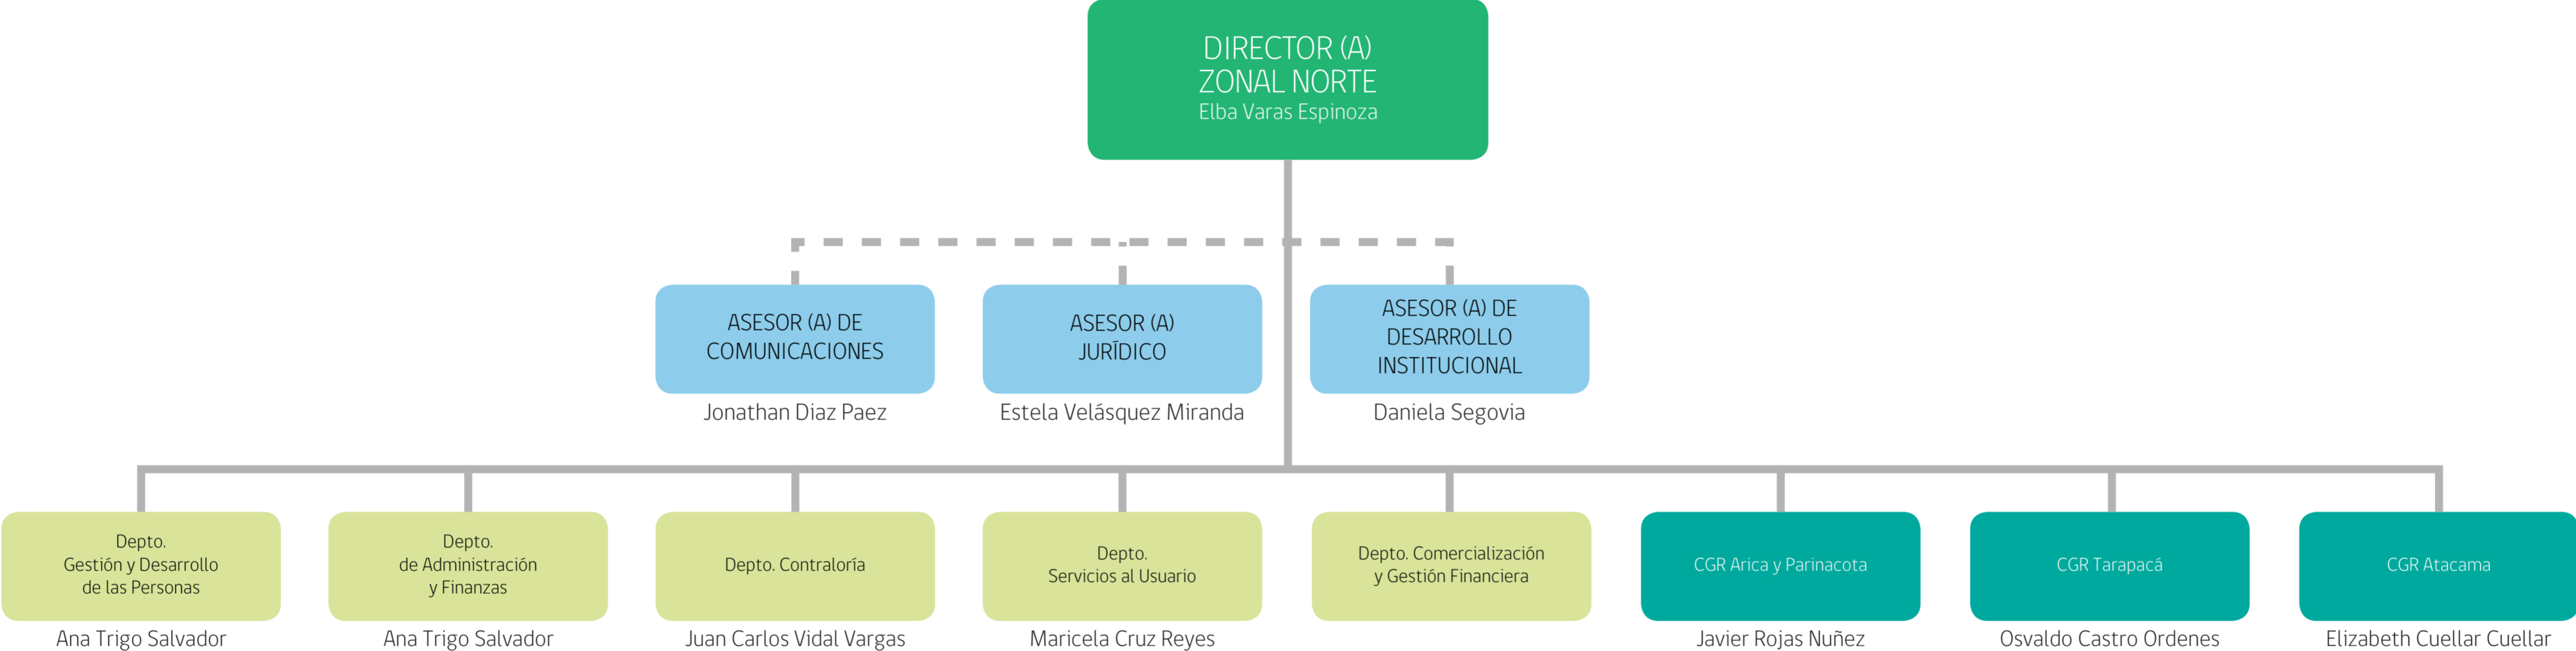 DIRECTOR (A)
ZONAL NORTE
Elba Varas Espinoza
ASESOR (A) DE
COMUNICACIONES
Jonathan Diaz Paez
ASESOR (A)
JURÍDICO
Estela Velásquez Miranda
ASESOR (A) DE
DESARROLLO
INSTITUCIONAL
Daniela Segovia
Depto.
Gestión y Desarrollo
de las Personas
Ana Trigo Salvador
Depto.
de Administración
y Finanzas
Ana Trigo Salvador
Depto. Contraloría
Juan Carlos Vidal Vargas
Depto.
Servicios al Usuario
Maricela Cruz Reyes
Depto. Comercialización
y Gestión Financiera
CGR Arica y Parinacota
Javier Rojas Nuñez
CGR Tarapacá
Osvaldo Castro Ordenes
CGR Atacama
Elizabeth Cuellar Cuellar